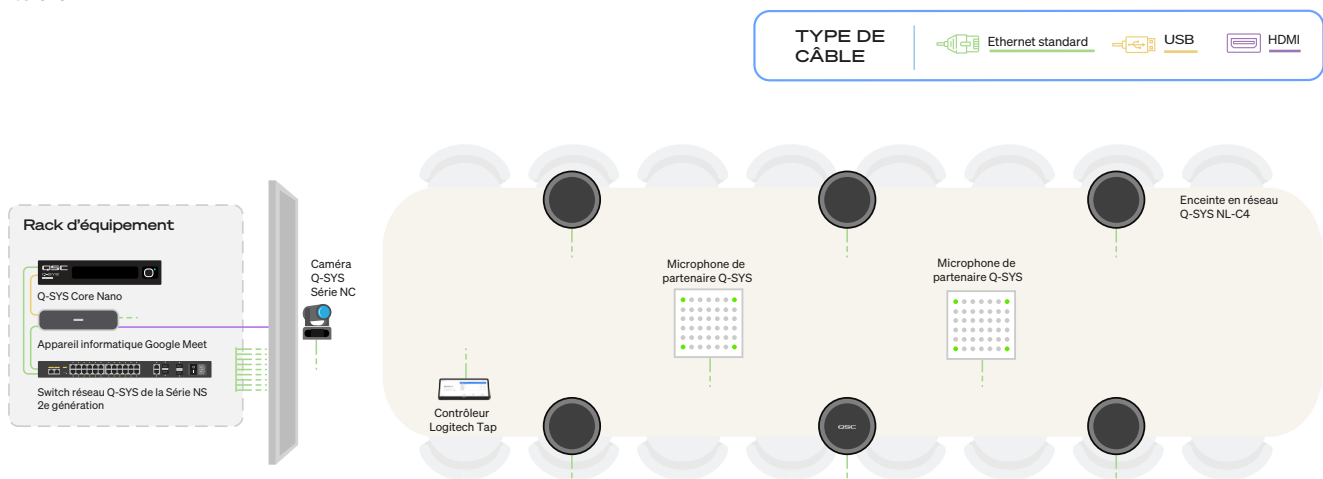 TYPE DE
CÂBLE
Ethernet standard
USB
HDMI
Rack d'équipement
QSC
Q-SYS Core Nano
Appareil informatique Google Meet
Switch réseau Q-SYS de la Série NS
2e génération
Caméra
Q-SYS
Série NC
Enceinte en réseau
Q-SYS NL-C4
Microphone de
partenaire Q-SYS
Microphone de
partenaire Q-SYS
Contrôleur
Logitech Tap
QSC